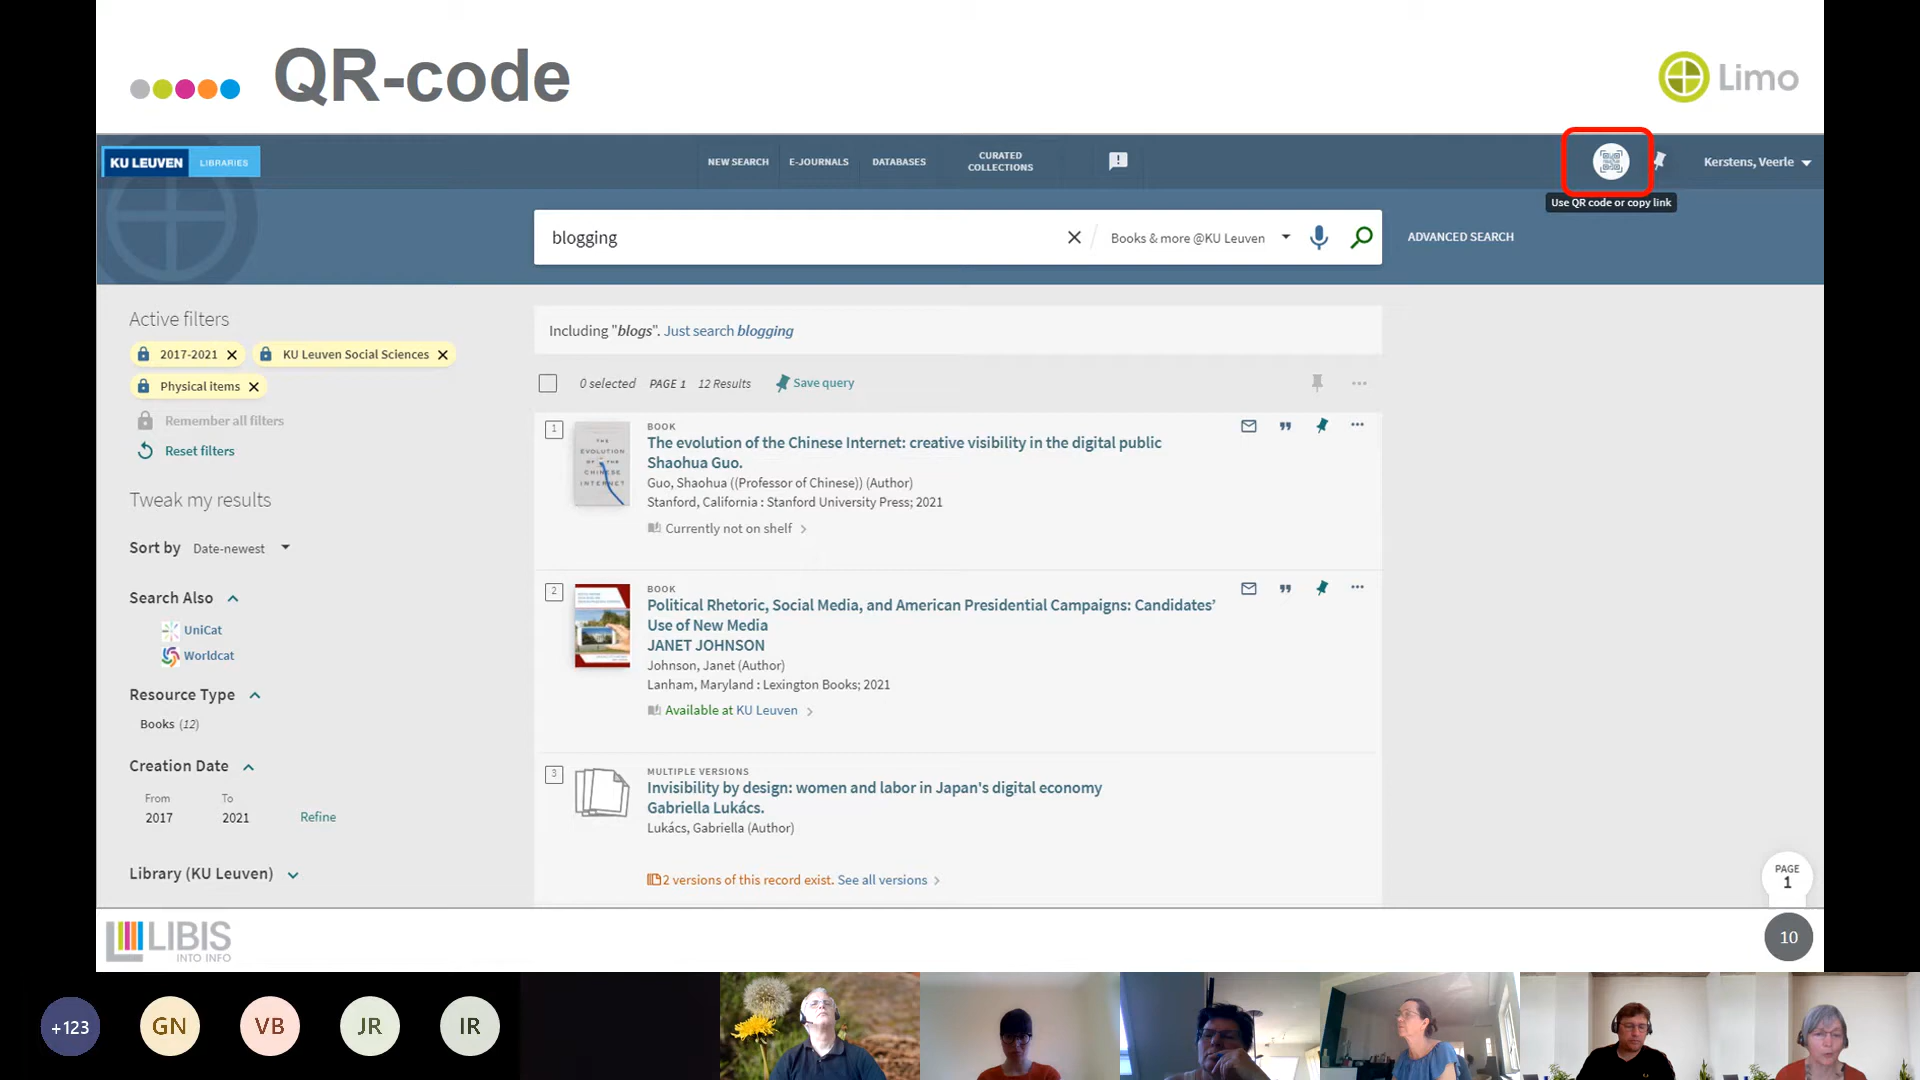 QR-code
Limo
KU LEUVEN LIBRARIES
NEW SEARCH
E-JOURNALS
DATABASES
CURATED
COLLECTIONS
Kerstens, Veerle
Use QR code or copy link
blogging
Books & more @KU Leuven
ADVANCED SEARCH
Active filters
2017-2021
KU Leuven Social Sciences
Physical items
Remember all filters
Reset filters
Tweak my results
Sort by Date-newest
Search Also
UniCat
Worldcat
Resource Type
Books (12)
Creation Date
From To
2017 2021 Refine
Library (KU Leuven)
Including "blogs". Just search blogging
0 selected PAGE 1 12 Results Save query
1
BOOK
THE EVOLUTION OF THE CHINESE INTERNET
The evolution of the Chinese Internet: creative visibility in the digital public
Shaohua Guo.
Guo, Shaohua ((Professor of Chinese)) (Author)
Stanford, California : Stanford University Press; 2021
Currently not on shelf
2
BOOK
Political Rhetoric, Social Media, and American Presidential Campaigns: Candidates’
Use of New Media
JANET JOHNSON
Johnson, Janet (Author)
Lanham, Maryland : Lexington Books; 2021
Available at KU Leuven
3
MULTIPLE VERSIONS
Invisibility by design: women and labor in Japan's digital economy
Gabriella Lukács.
Lukács, Gabriella (Author)
2 versions of this record exist. See all versions
PAGE
1
LIBIS
INTO INFO
10
+123
GN
VB
JR
IR